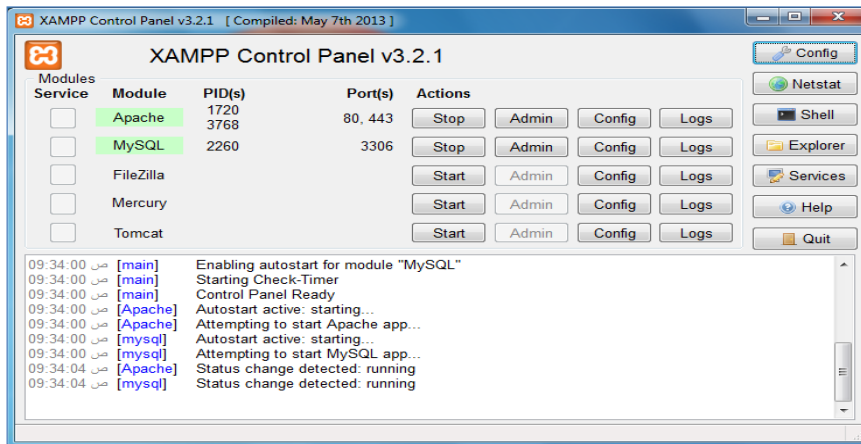 XAMPP Control Panel v3.2.1 [ Compiled: May 7th 2013 ]
XAMPP Control Panel v3.2.1
Config
Modules
Service Module PID(s) Port(s) Actions
Netstat
Apache 1720 3768 80, 443 Stop Admin Config Logs
Shell
MySQL 2260 3306 Stop Admin Config Logs
Explorer
FileZilla Start Admin Config Logs
Services
Mercury Start Admin Config Logs
Help
Tomcat Start Admin Config Logs
Quit
09:34:00 ص [main] Enabling autostart for module "MySQL"
09:34:00 ص [main] Starting Check-Timer
09:34:00 ص [main] Control Panel Ready
09:34:00 ص [Apache] Autostart active: starting...
09:34:00 ص [Apache] Attempting to start Apache app...
09:34:00 ص [mysql] Autostart active: starting...
09:34:00 ص [mysql] Attempting to start MySQL app...
09:34:04 ص [Apache] Status change detected: running
09:34:04 ص [mysql] Status change detected: running